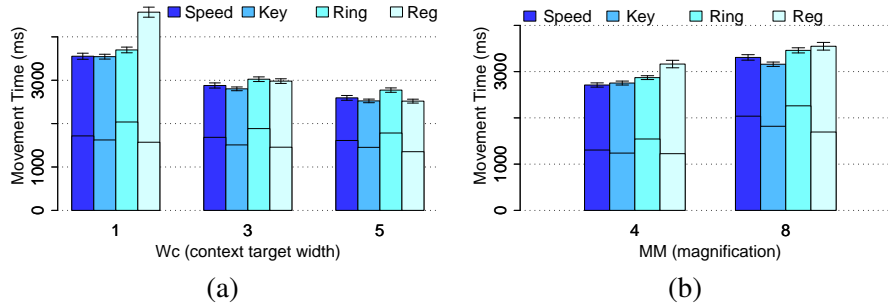 Speed Key Ring Reg
Movement Time (ms)
3000
1000
0
1 3 5
Wc (context target width)
(a)
Speed Key Ring Reg
Movement Time (ms)
3000
1000
0
4 8
MM (magnification)
(b)